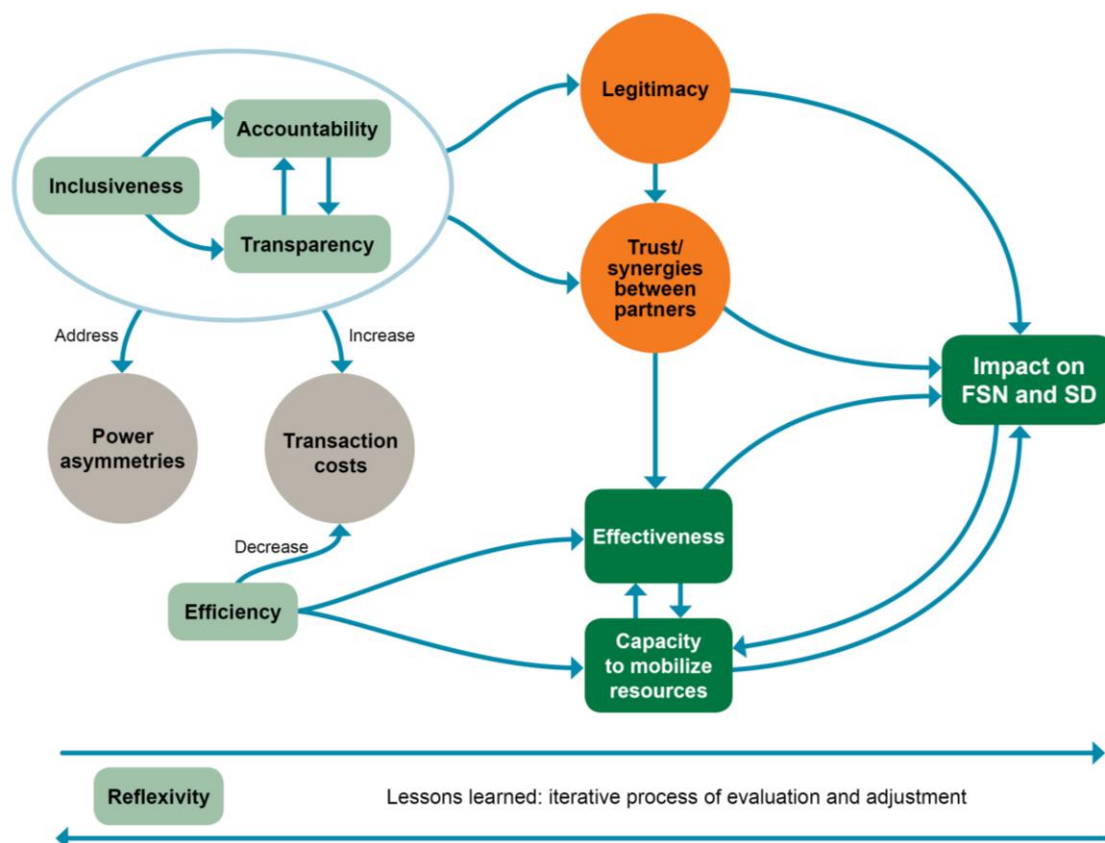 Legitimacy
Accountability
Inclusiveness
Transparency
Trust/
synergies
between
partners
Address
Increase
Impact on
FSN and SD
Power
asymmetries
Transaction
costs
Effectiveness
Decrease
Efficiency
Capacity
to mobilize
resources
Reflexivity
Lessons learned: iterative process of evaluation and adjustment